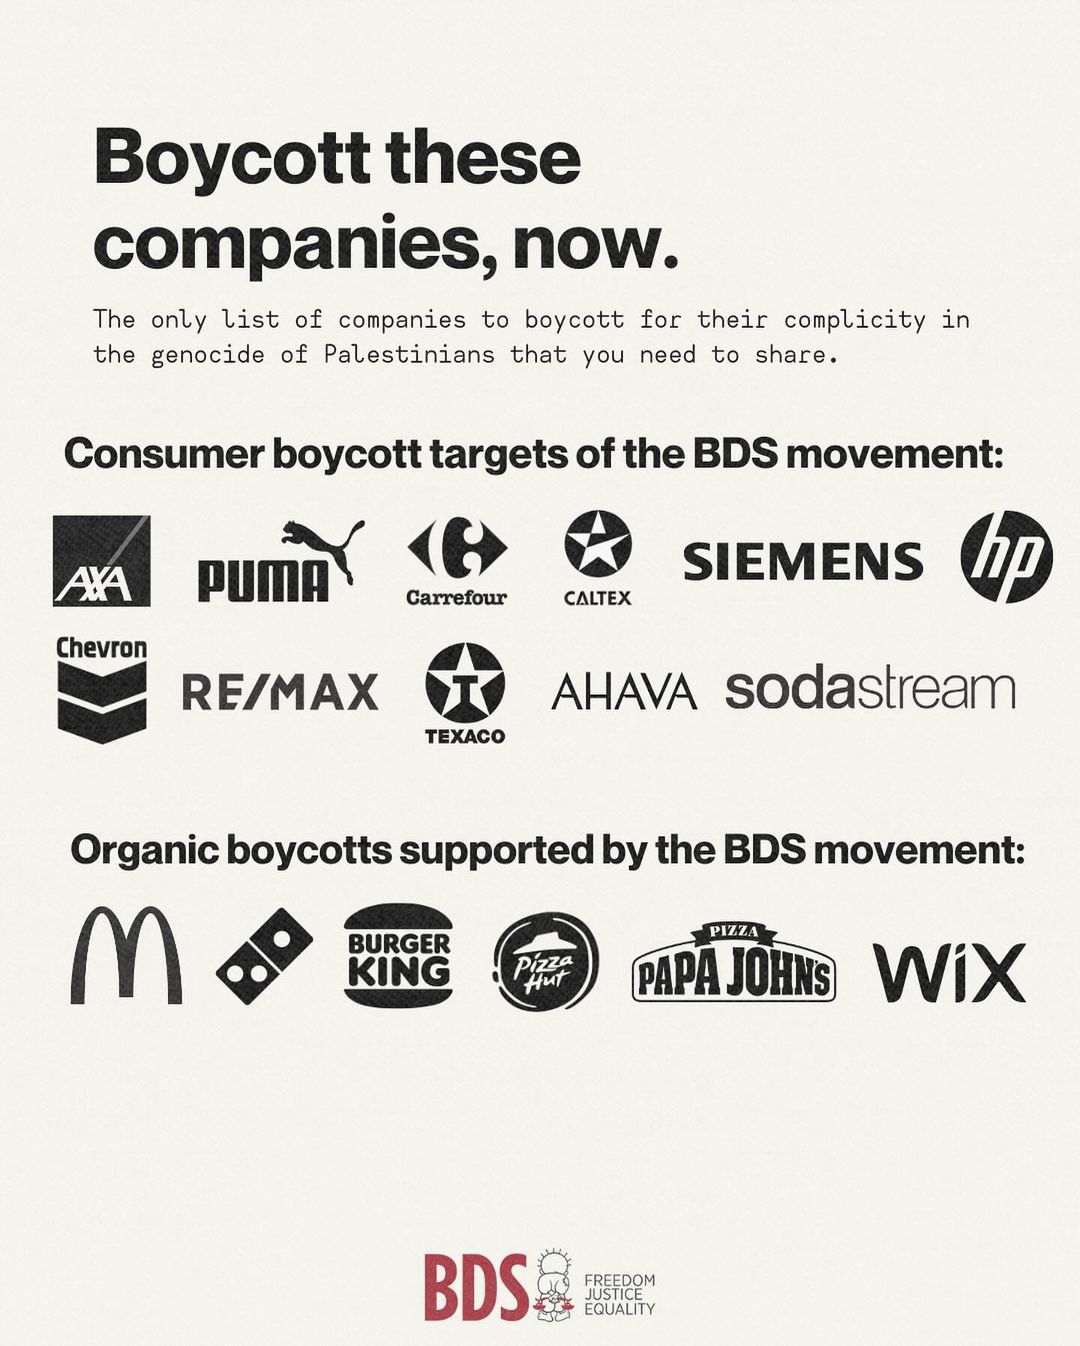 Boycott these
companies, now.
The only list of companies to boycott for their complicity in
the genocide of Palestinians that you need to share.
Consumer boycott targets of the BDS movement:
AXA PUMA Carrefour CALTEX SIEMENS hp
Chevron RE/MAX TEXACO AHAVA sodastream
Organic boycotts supported by the BDS movement:
BURGER KING Pizza Hut PIZZA PAPA JOHN'S WiX
BDS
FREEDOM
JUSTICE
EQUALITY